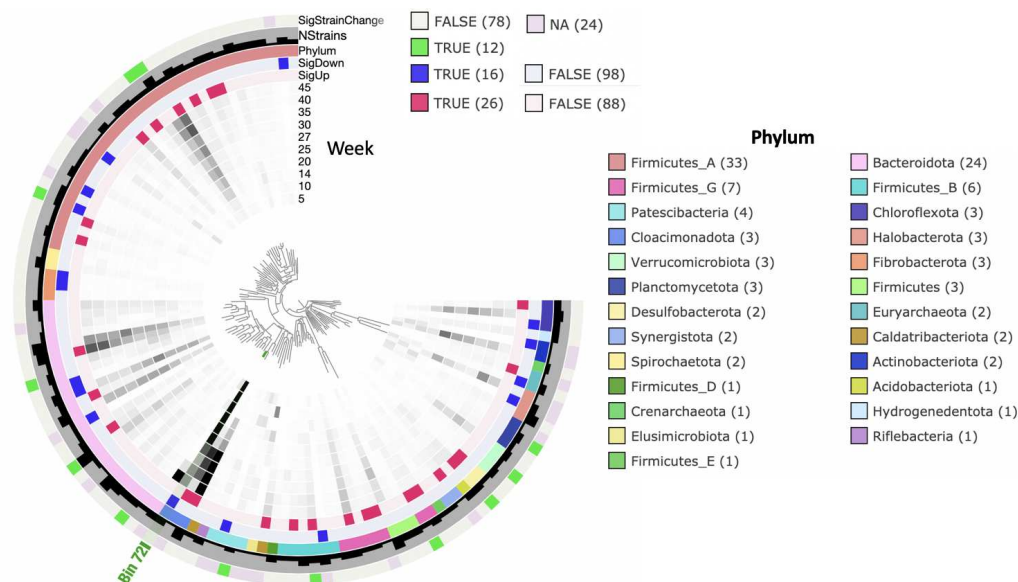 SigStrainChange
NStrains
Phylum
SigDown
SigUp
45
40
35
30
27
25
20
14
10
5
Week
FALSE (78)
NA (24)
TRUE (12)
TRUE (16)
FALSE (98)
TRUE (26)
FALSE (88)
Phylum
Firmicutes_A (33)
Firmicutes_G (7)
Patescibacteria (4)
Cloacimonadota (3)
Verrucomicrobiota (3)
Planctomycetota (3)
Desulfobacterota (2)
Synergistota (2)
Spirochaetota (2)
Firmicutes_D (1)
Crenarchaeota (1)
Elusimicrobiota (1)
Firmicutes_E (1)
Bacteroidota (24)
Firmicutes_B (6)
Chloroflexota (3)
Halobacterota (3)
Fibrobacterota (3)
Firmicutes (3)
Euryarchaeota (2)
Caldatribacteriota (2)
Actinobacteriota (2)
Acidobacteriota (1)
Hydrogenedentota (1)
Riflebacteria (1)
Bin 72